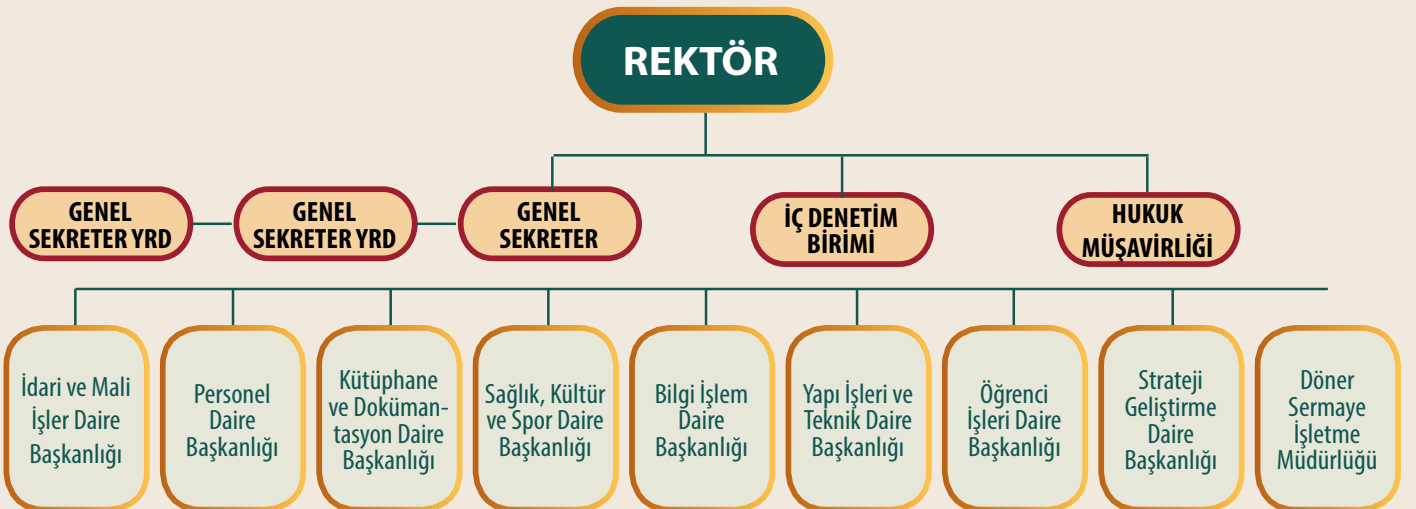 REKTÖR
GENEL
SEKRETER YRD
GENEL
SEKRETER YRD
GENEL
SEKRETER
İÇ DENETİM
BİRİMİ
HUKUK
MÜŞAVİRLİĞİ
İdari ve Mali
İşler Daire
Başkanlığı
Personel
Daire
Başkanlığı
Kütüphane
ve Doküman-
tasyon Daire
Başkanlığı
Sağlık, Kültür
ve Spor Daire
Başkanlığı
Bilgi İşlem
Daire
Başkanlığı
Yapı İşleri ve
Teknik Daire
Başkanlığı
Öğrenci
İşleri Daire
Başkanlığı
Strateji
Geliştirme
Daire
Başkanlığı
Döner
Sermaye
İşletme
Müdürlüğü